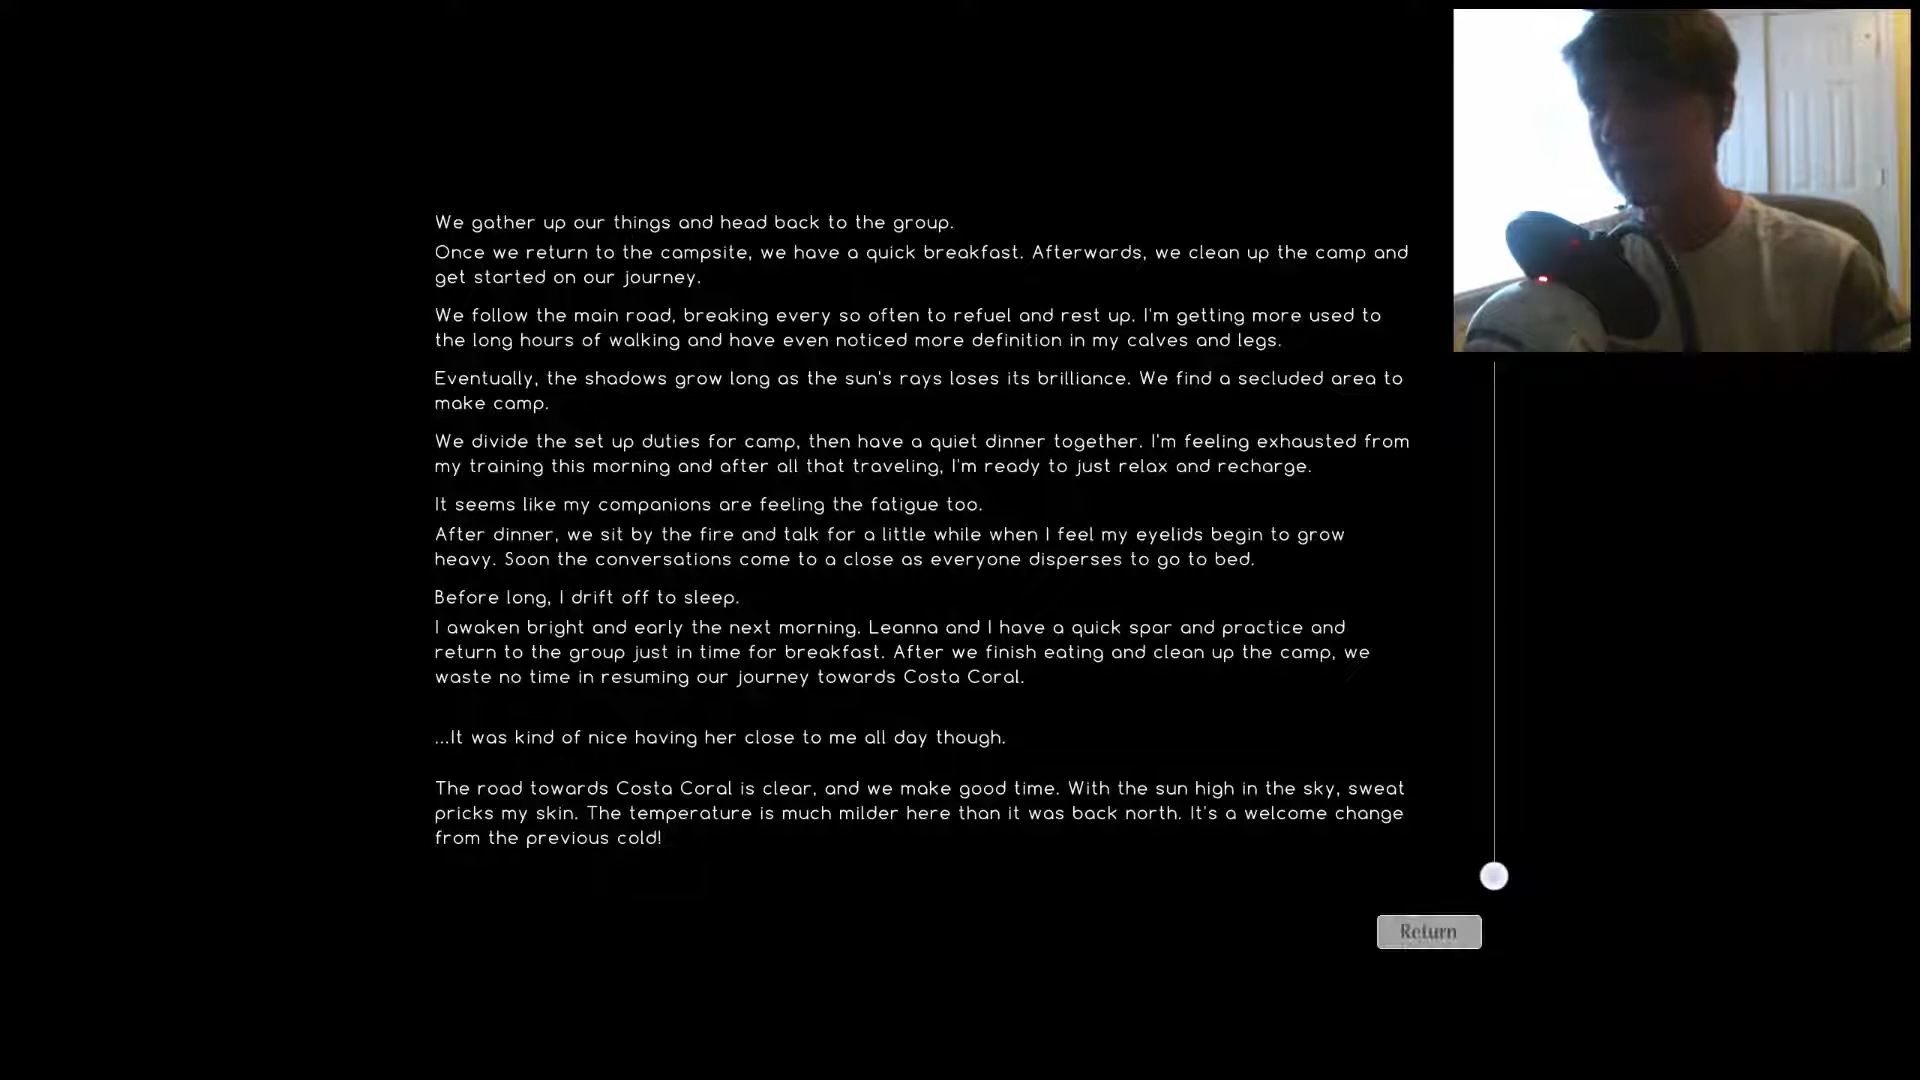 We gather up our things and head back to the group.
Once we return to the campsite, we have a quick breakfast. Afterwards, we clean up the camp and
get started on our journey.
We follow the main road, breaking every so often to refuel and rest up. I'm getting more used to
the long hours of walking and have even noticed more definition in my calves and legs.
Eventually, the shadows grow long as the sun's rays loses its brilliance. We find a secluded area to
make camp.
We divide the set up duties for camp, then have a quiet dinner together. I'm feeling exhausted from
my training this morning and after all that traveling, I'm ready to just relax and recharge.
It seems like my companions are feeling the fatigue too.
After dinner, we sit by the fire and talk for a little while when I feel my eyelids begin to grow
heavy. Soon the conversations come to a close as everyone disperses to go to bed.
Before long, I drift off to sleep.
I awaken bright and early the next morning. Leanna and I have a quick spar and practice and
return to the group just in time for breakfast. After we finish eating and clean up the camp, we
waste no time in resuming our journey towards Costa Coral.
...It was kind of nice having her close to me all day though.
The road towards Costa Coral is clear, and we make good time. With the sun high in the sky, sweat
pricks my skin. The temperature is much milder here than it was back north. It's a welcome change
from the previous cold!
Return